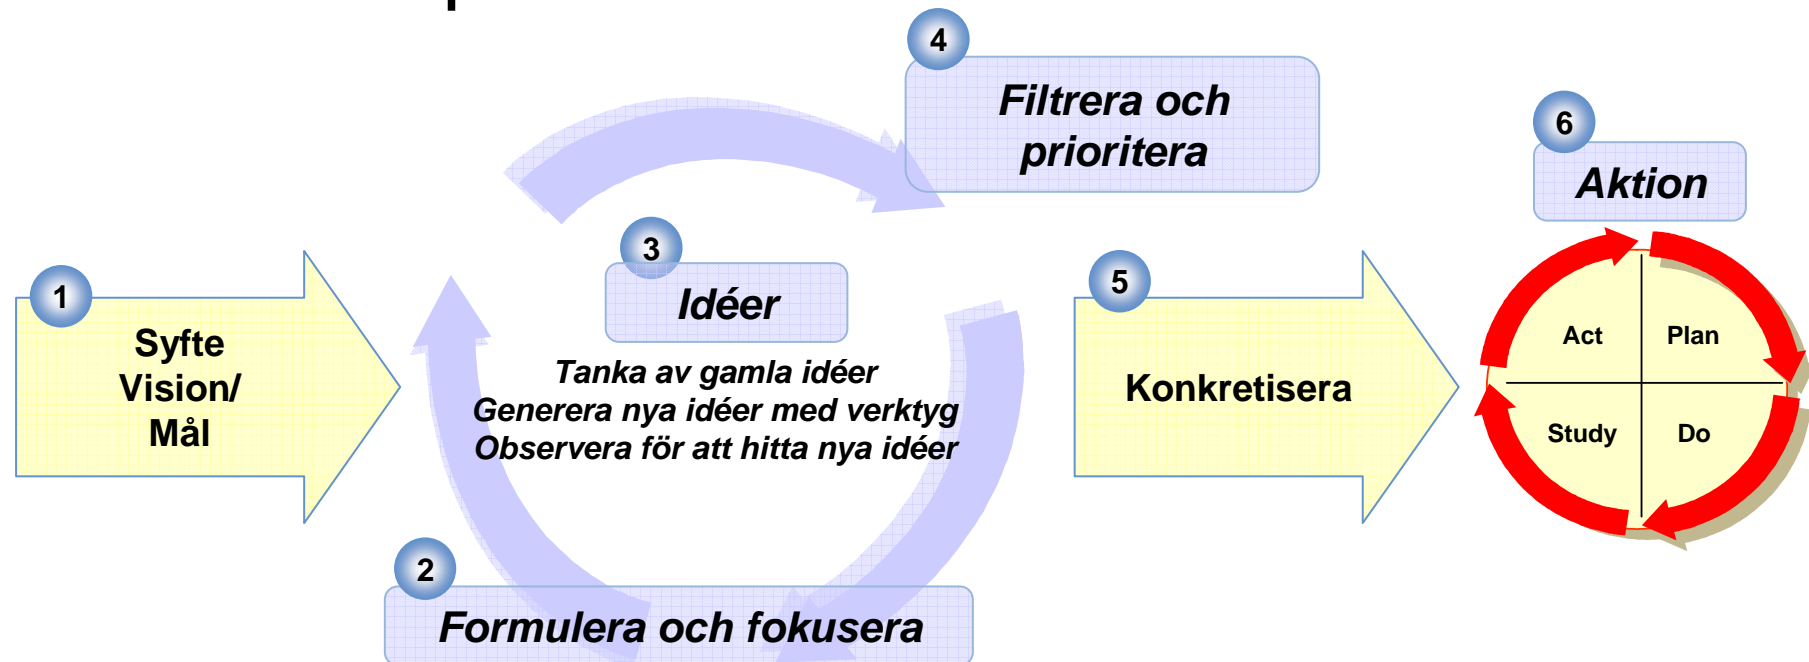 1
Syfte
Vision/
Mål
2
Formulera och fokusera
3
Idéer
Tanka av gamla idéer
Generera nya idéer med verktyg
Observera för att hitta nya idéer
4
Filtrera och
prioritera
5
Konkretisera
6
Aktion
Act
Plan
Study
Do